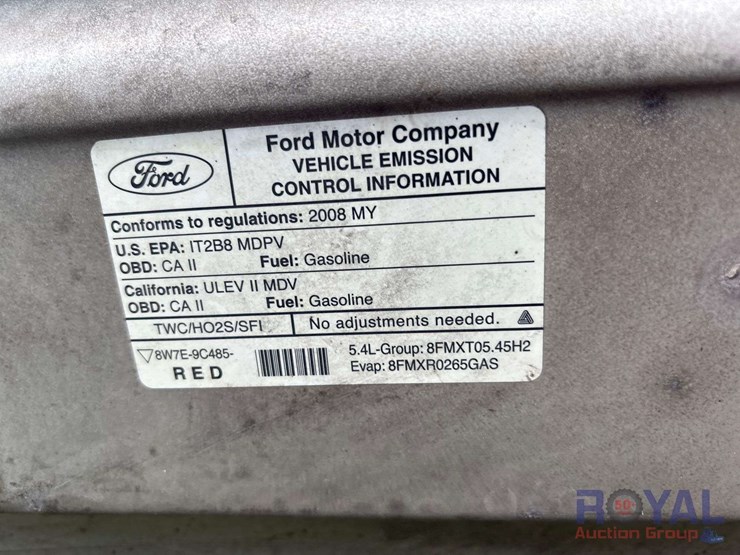 Ford
Ford Motor Company
VEHICLE EMISSION
CONTROL INFORMATION
Conforms to regulations: 2008 MY
U.S. EPA: IT2B8 MDPV
OBD: CA II Fuel: Gasoline
California: ULEV II MDV
OBD: CA II Fuel: Gasoline
TWC/HO2S/SFI No adjustments needed.
8W7E-9C485-
RED
5.4L-Group: 8FMXT05.45H2
Evap: 8FMXR0265GAS
ROYAL
Auction Group